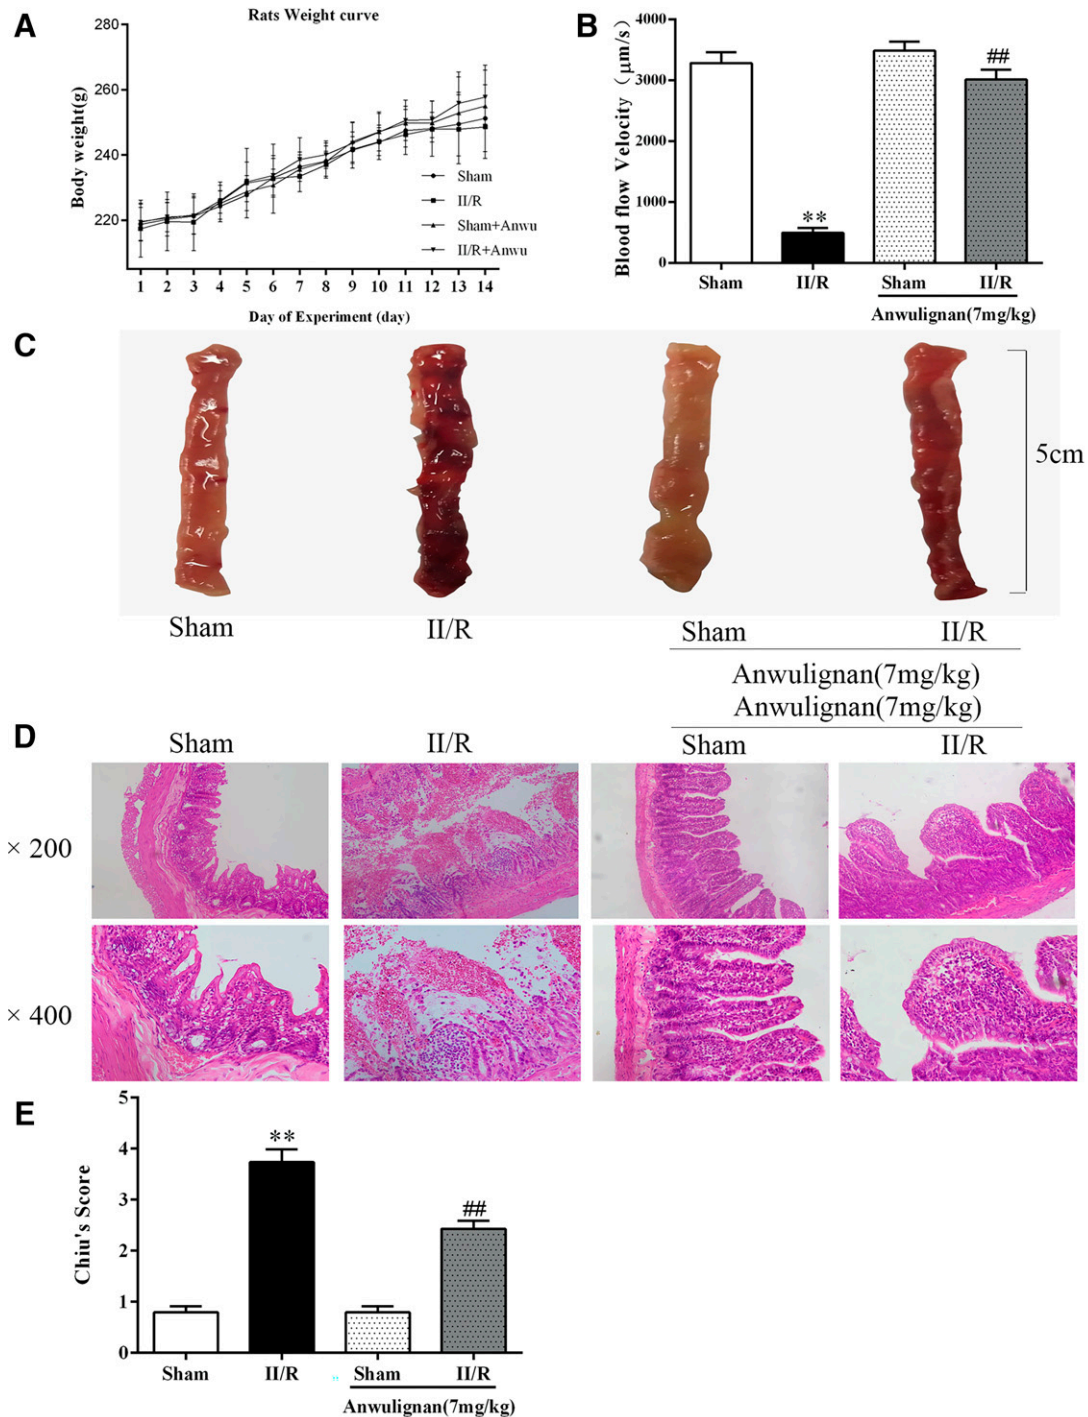 A
Rats Weight curve
280
260
240
220
Body weight(g)
Sham
II/R
Sham+Anwu
II/R+Anwu
1 2 3 4 5 6 7 8 9 10 11 12 13 14
Day of Experiment (day)
B
4000
3000
2000
1000
0
Blood flow Velocity (μm/s)
**
##
Sham II/R Sham II/R
Anwulignan(7mg/kg)
C
5cm
Sham II/R Sham II/R
Anwulignan(7mg/kg)
Anwulignan(7mg/kg)
D
Sham II/R Sham II/R
× 200
× 400
E
5
4
3
2
1
0
Chiu's Score
**
##
Sham II/R Sham II/R
Anwulignan(7mg/kg)